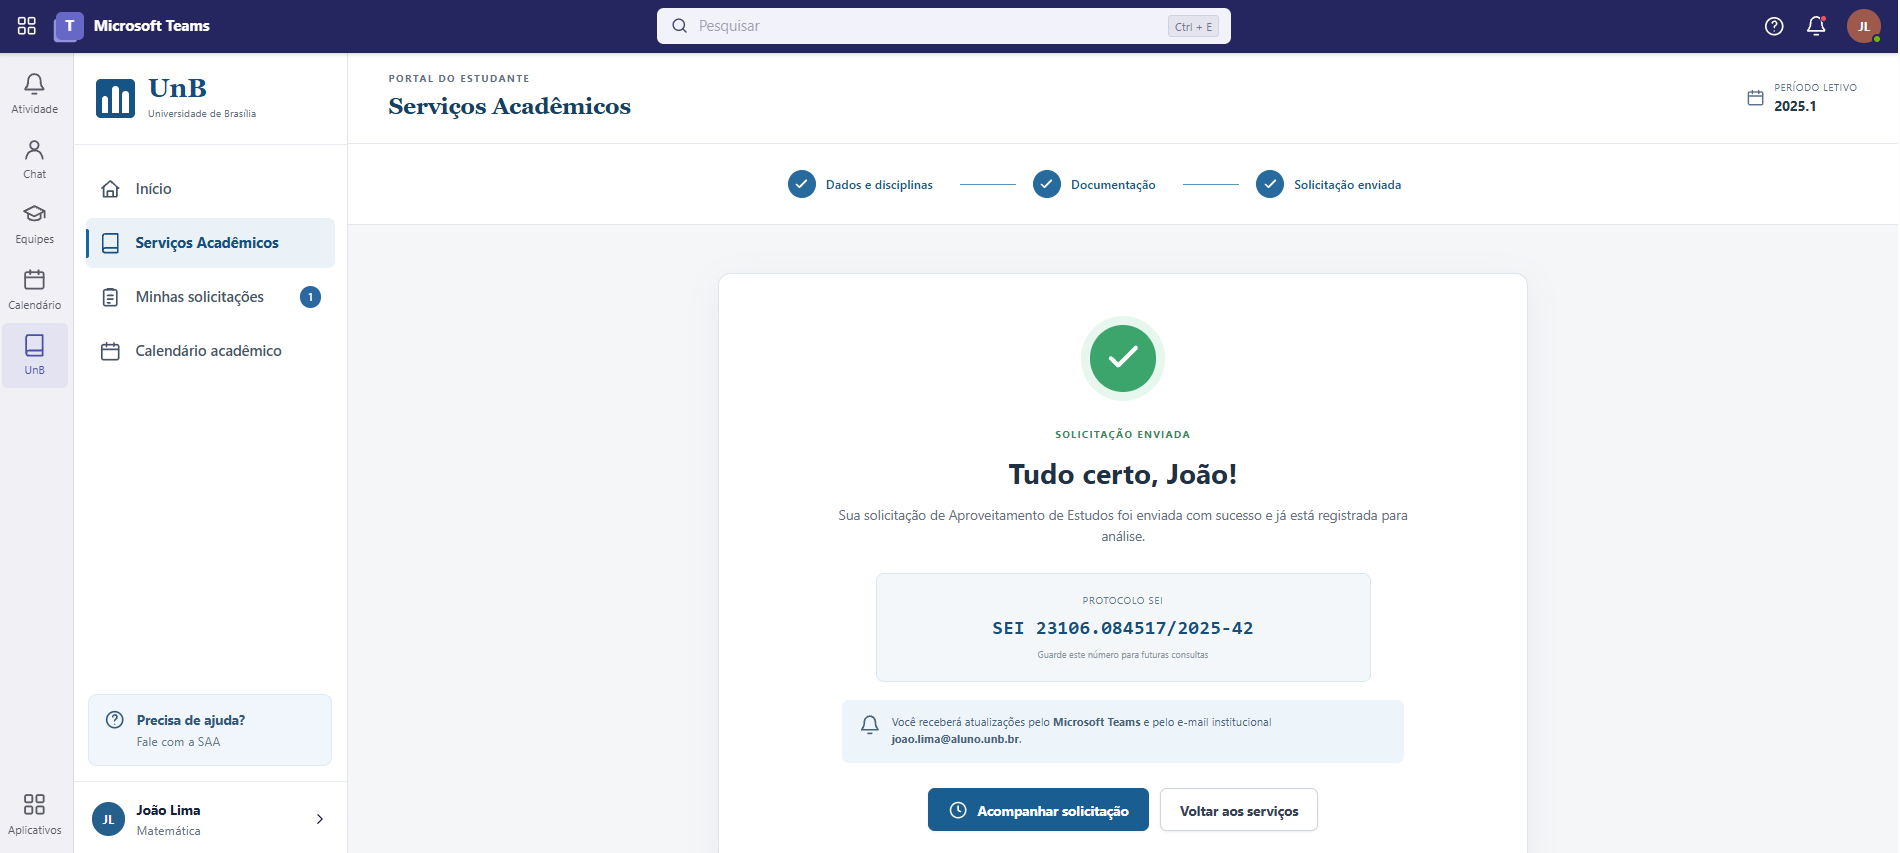 T
Microsoft Teams
Pesquisar
Ctrl + E
JL
Atividade
Chat
Equipes
Calendário
UnB
Aplicativos
UnB
Universidade de Brasília
Início
Serviços Acadêmicos
Minhas solicitações
1
Calendário acadêmico
Precisa de ajuda?
Fale com a SAA
JL
João Lima
Matemática
PORTAL DO ESTUDANTE
Serviços Acadêmicos
PERÍODO LETIVO
2025.1
Dados e disciplinas
Documentação
Solicitação enviada
SOLICITAÇÃO ENVIADA
Tudo certo, João!
Sua solicitação de Aproveitamento de Estudos foi enviada com sucesso e já está registrada para
análise.
PROTOCOLO SEI
SEI 23106.084517/2025-42
Guarde este número para futuras consultas
Você receberá atualizações pelo Microsoft Teams e pelo e-mail institucional
joao.lima@aluno.unb.br.
Acompanhar solicitação
Voltar aos serviços